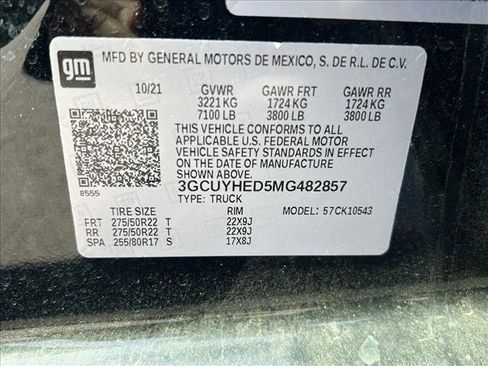 gm
MFD BY GENERAL MOTORS DE MEXICO, S. DE R.L. DE C.V.
10/21 GVWR GAWR FRT GAWR RR
3221 KG 1724 KG 1724 KG
7100 LB 3800 LB 3800 LB
THIS VEHICLE CONFORMS TO ALL
APPLICABLE U.S. FEDERAL MOTOR
VEHICLE SAFETY STANDARDS IN EFFECT
ON THE DATE OF MANUFACTURE
SHOWN ABOVE.
3GCUYHED5MG482857
8555 TYPE: TRUCK
TIRE SIZE RIM MODEL: 57CK10543
FRT 275/50R22 T 22X9J
RR 275/50R22 T 22X9J
SPA 255/80R17 S 17X8J